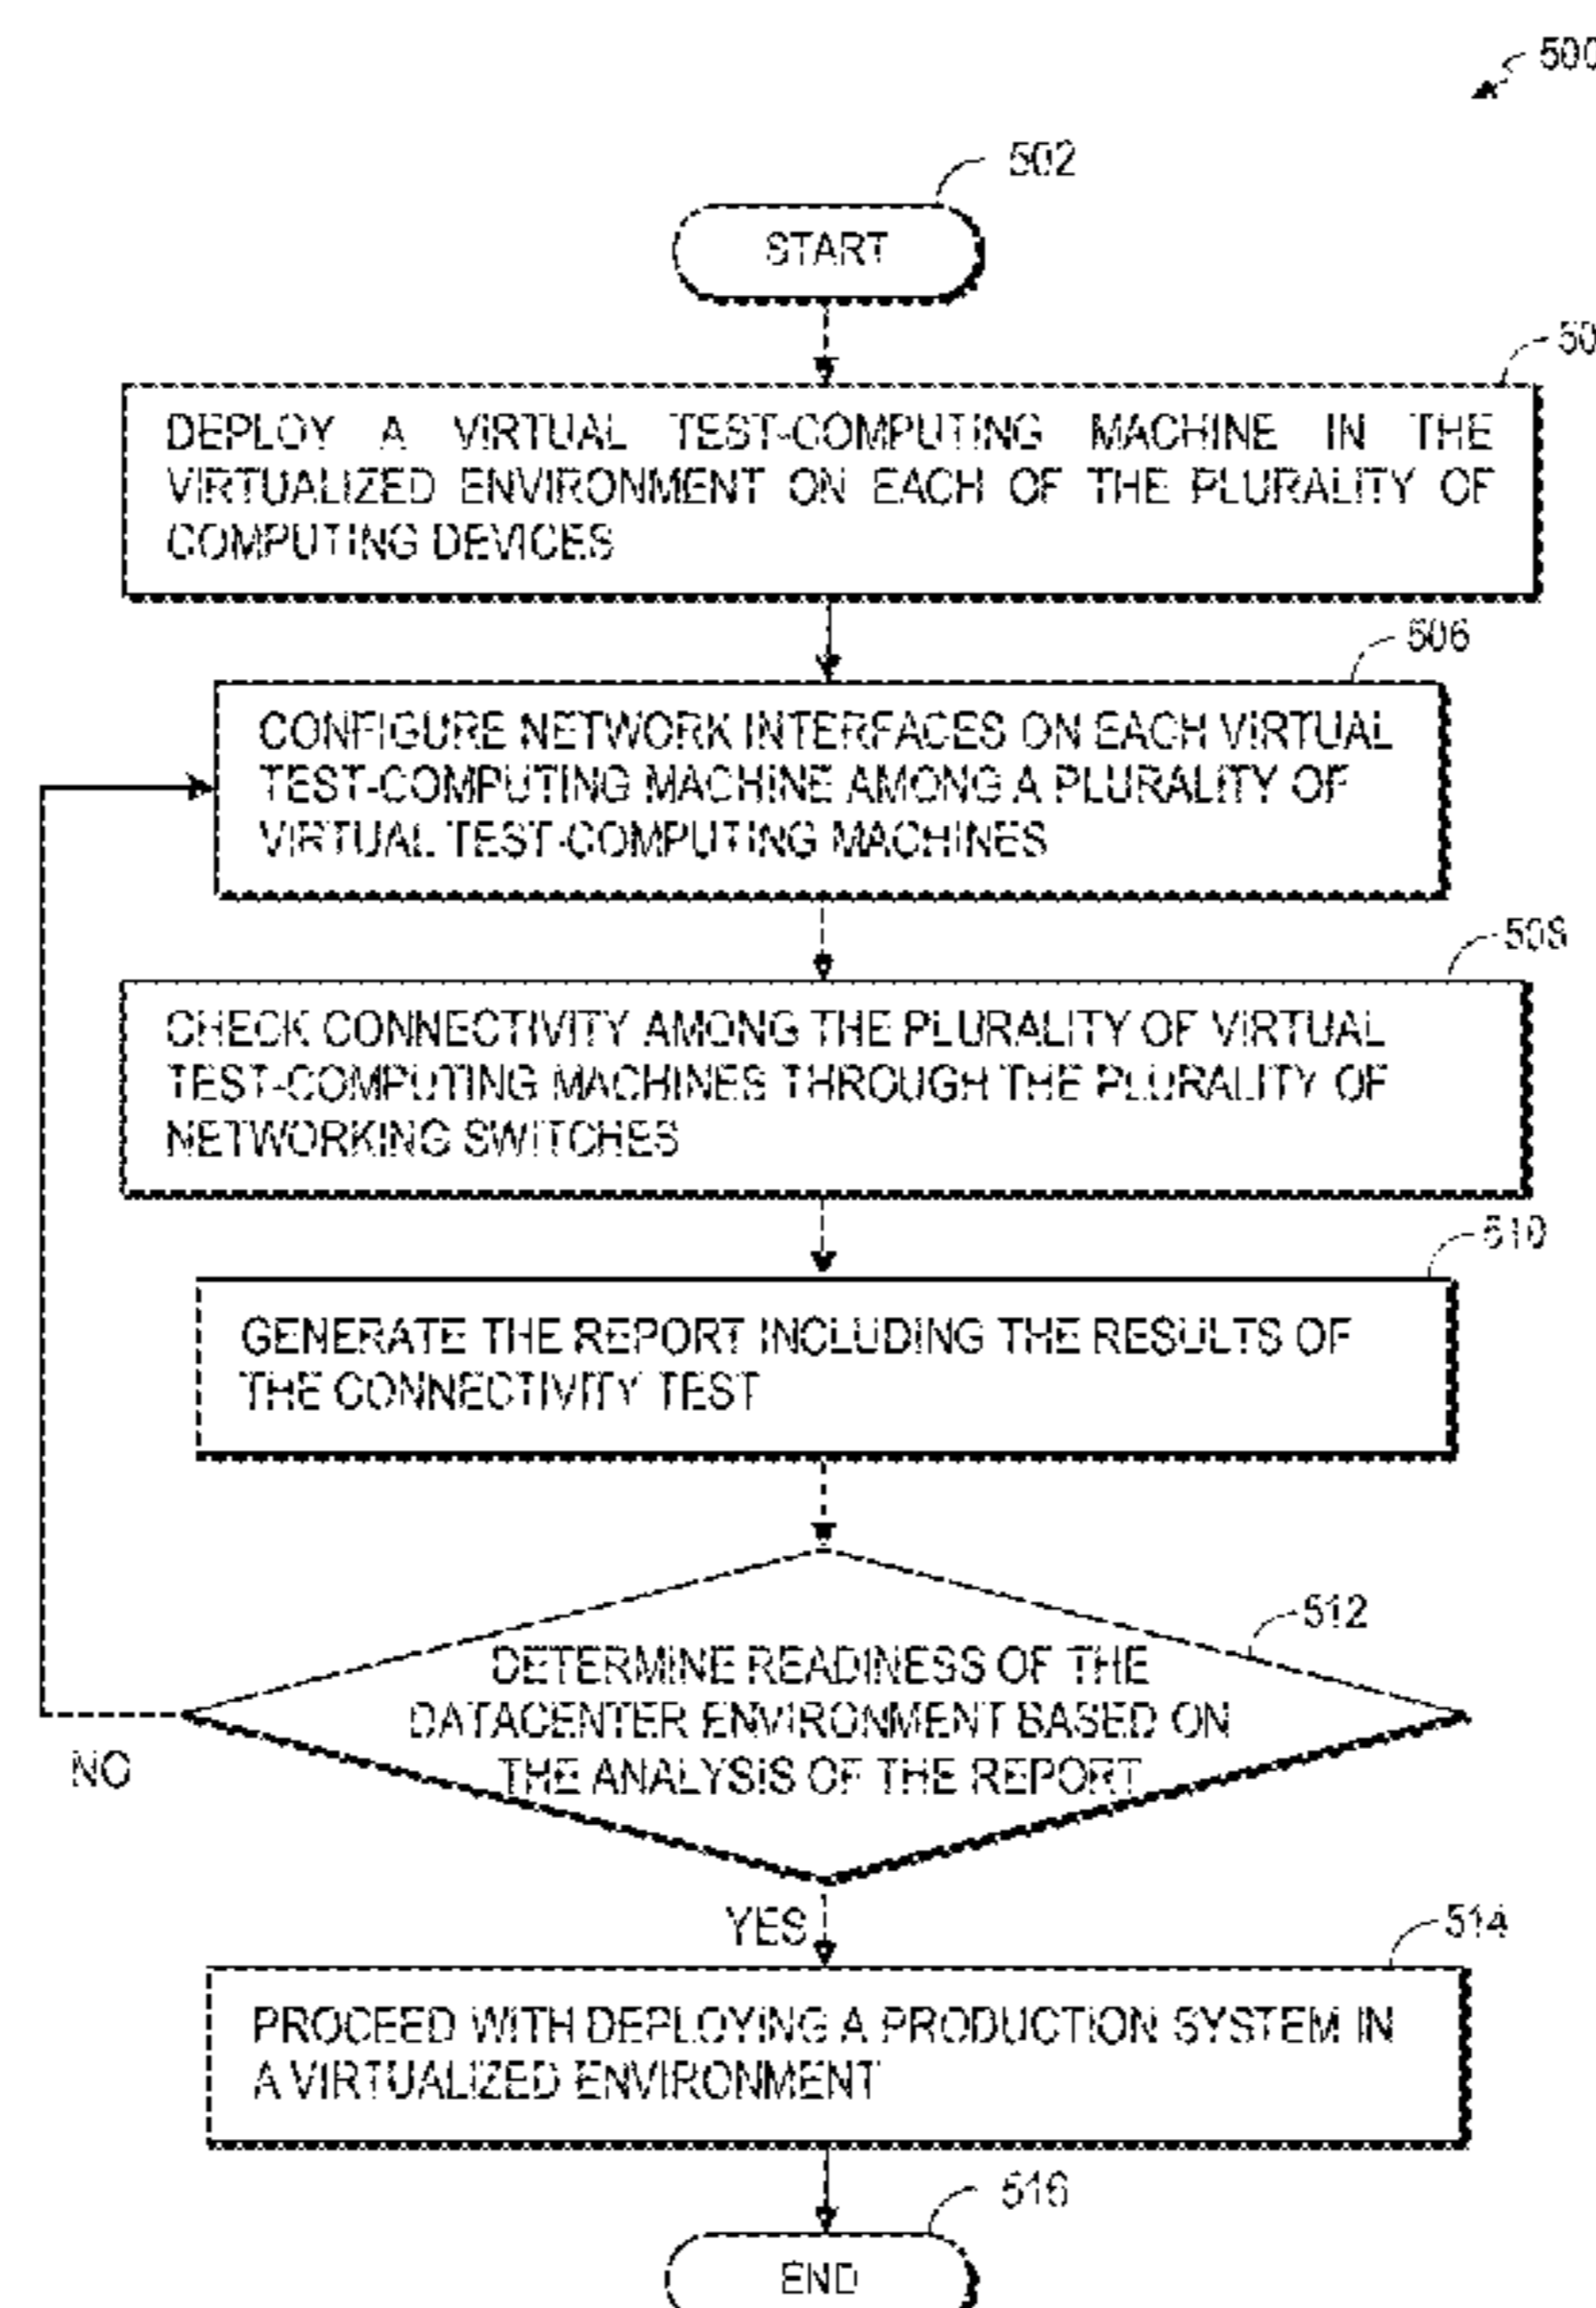 500
502
START
50
DEPLOY A VIRTUAL TEST-COMPUTING MACHINE IN THE
VIRTUALIZED ENVIRONMENT ON EACH OF THE PLURALITY OF
COMPUTING DEVICES
506
CONFIGURE NETWORK INTERFACES ON EACH VIRTUAL
TEST-COMPUTING MACHINE AMONG A PLURALITY OF
VIRTUAL TEST-COMPUTING MACHINES
508
CHECK CONNECTIVITY AMONG THE PLURALITY OF VIRTUAL
TEST-COMPUTING MACHINES THROUGH THE PLURALITY OF
NETWORKING SWITCHES
510
GENERATE THE REPORT INCLUDING THE RESULTS OF
THE CONNECTIVITY TEST
512
DETERMINE READINESS OF THE
DATACENTER ENVIRONMENT BASED ON
THE ANALYSIS OF THE REPORT
NO
YES
514
PROCEED WITH DEPLOYING A PRODUCTION SYSTEM IN
A VIRTUALIZED ENVIRONMENT
516
END